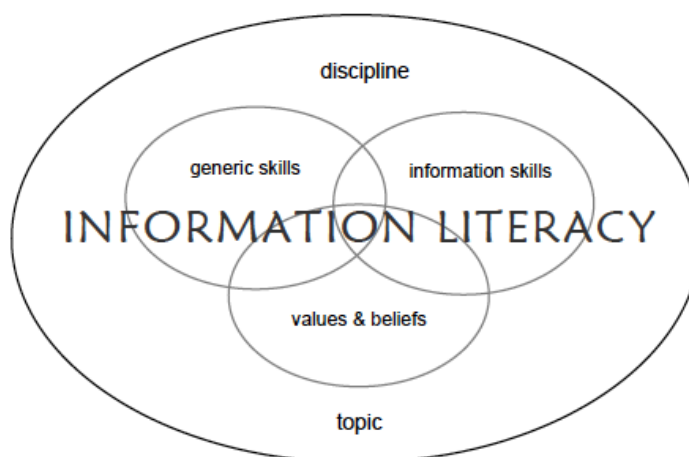 discipline
generic skills
information skills
INFORMATION LITERACY
values & beliefs
topic